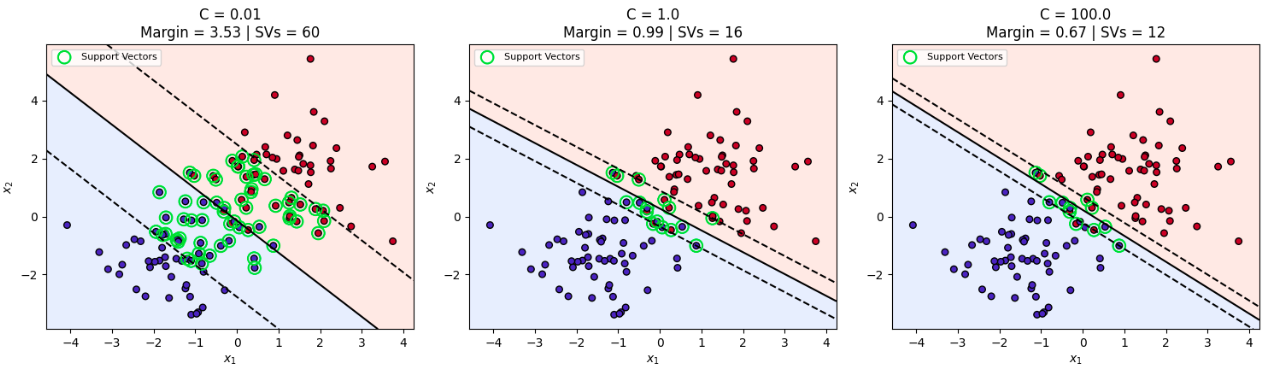 C = 0.01
Margin = 3.53 | SVs = 60
Support Vectors
4
2
0
−2
x₂
−4
−3
−2
−1
0
1
2
3
4
x₁
C = 1.0
Margin = 0.99 | SVs = 16
Support Vectors
4
2
0
−2
x₂
−4
−3
−2
−1
0
1
2
3
4
x₁
C = 100.0
Margin = 0.67 | SVs = 12
Support Vectors
4
2
0
−2
x₂
−4
−3
−2
−1
0
1
2
3
4
x₁